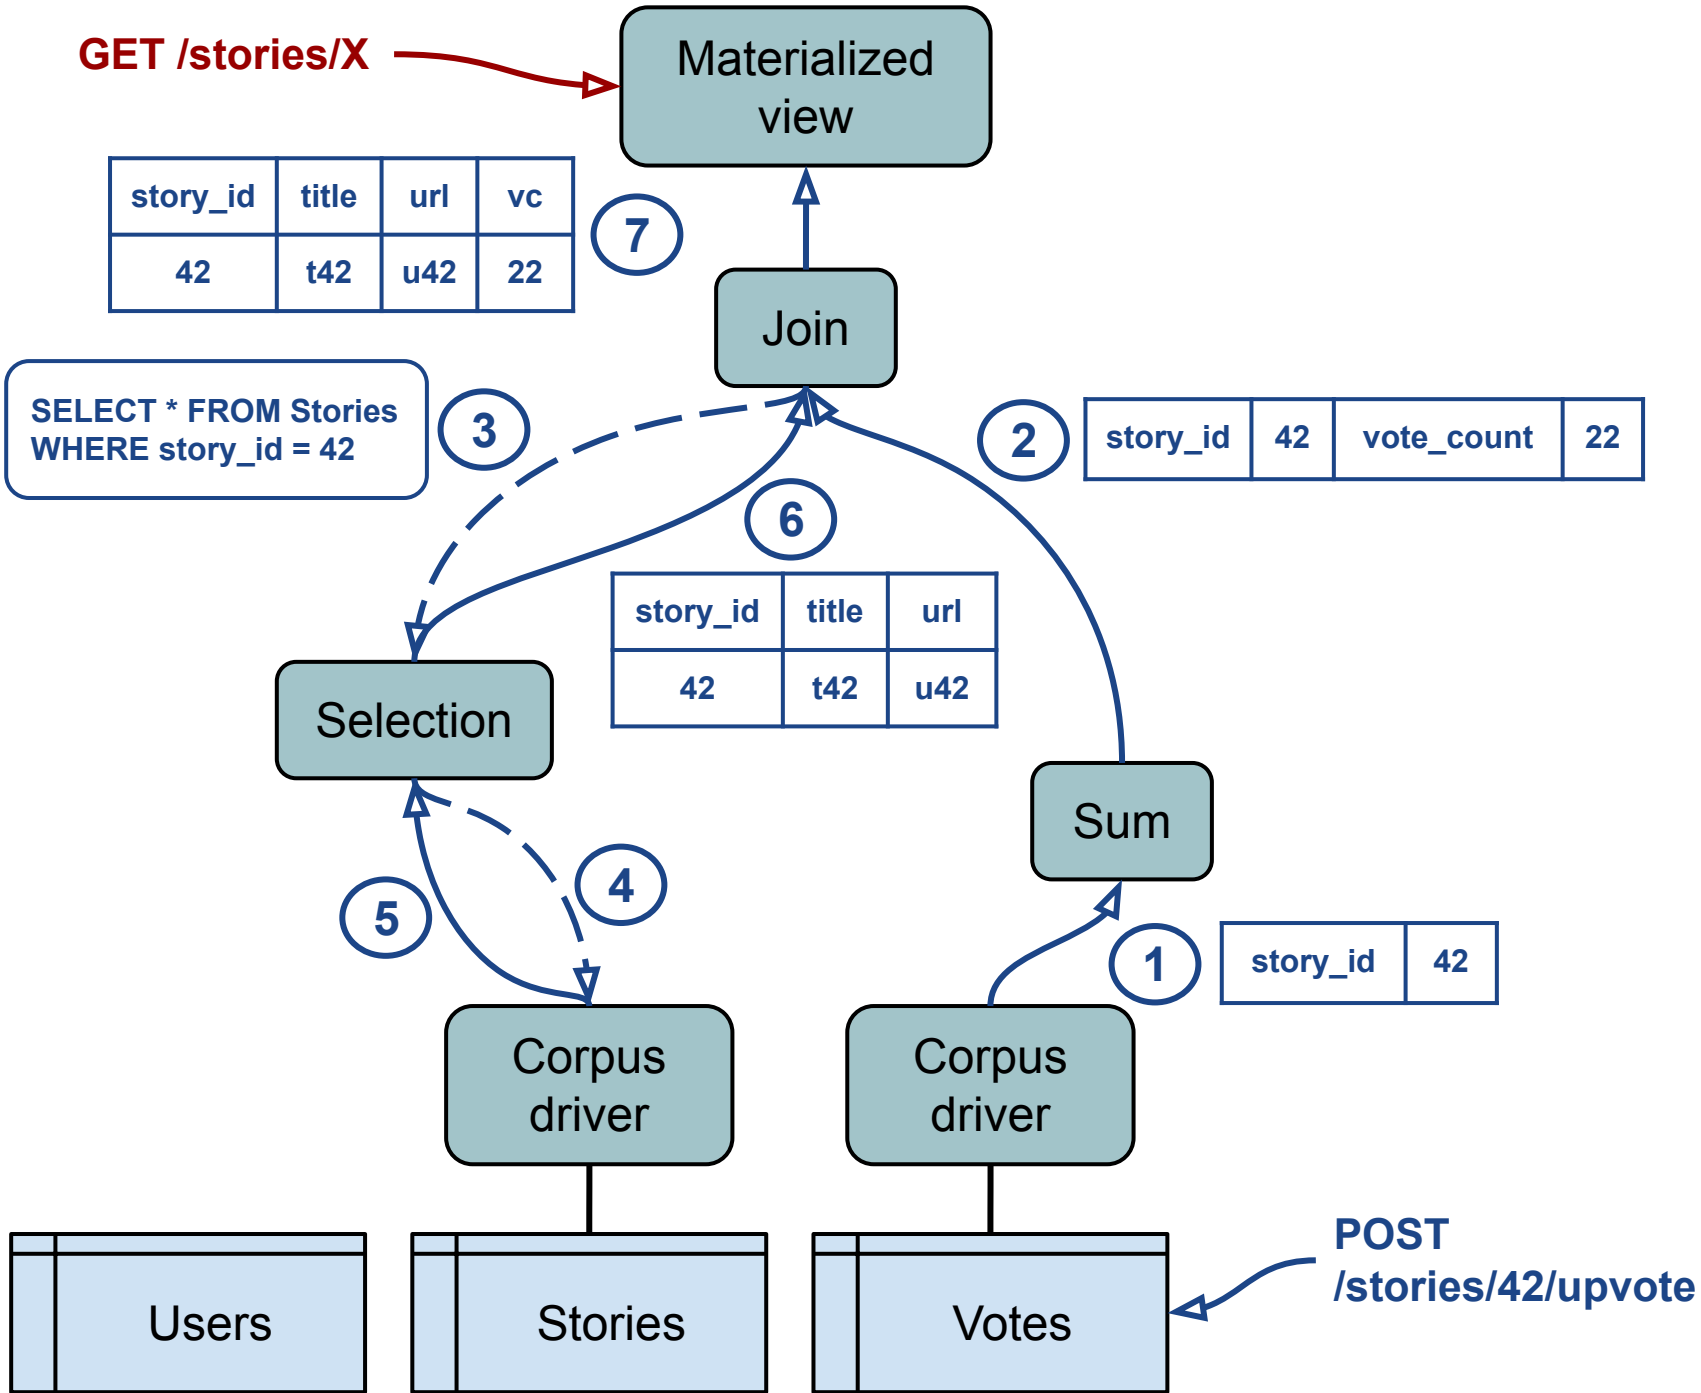 GET /stories/X
Materialized
view
story_id title url vc
42 t42 u42 22
7
Join
SELECT * FROM Stories
WHERE story_id = 42
3
2
story_id 42 vote_count 22
6
story_id title url
42 t42 u42
Selection
Sum
4
5
1
story_id 42
Corpus
driver
Corpus
driver
POST
/stories/42/upvote
Users
Stories
Votes